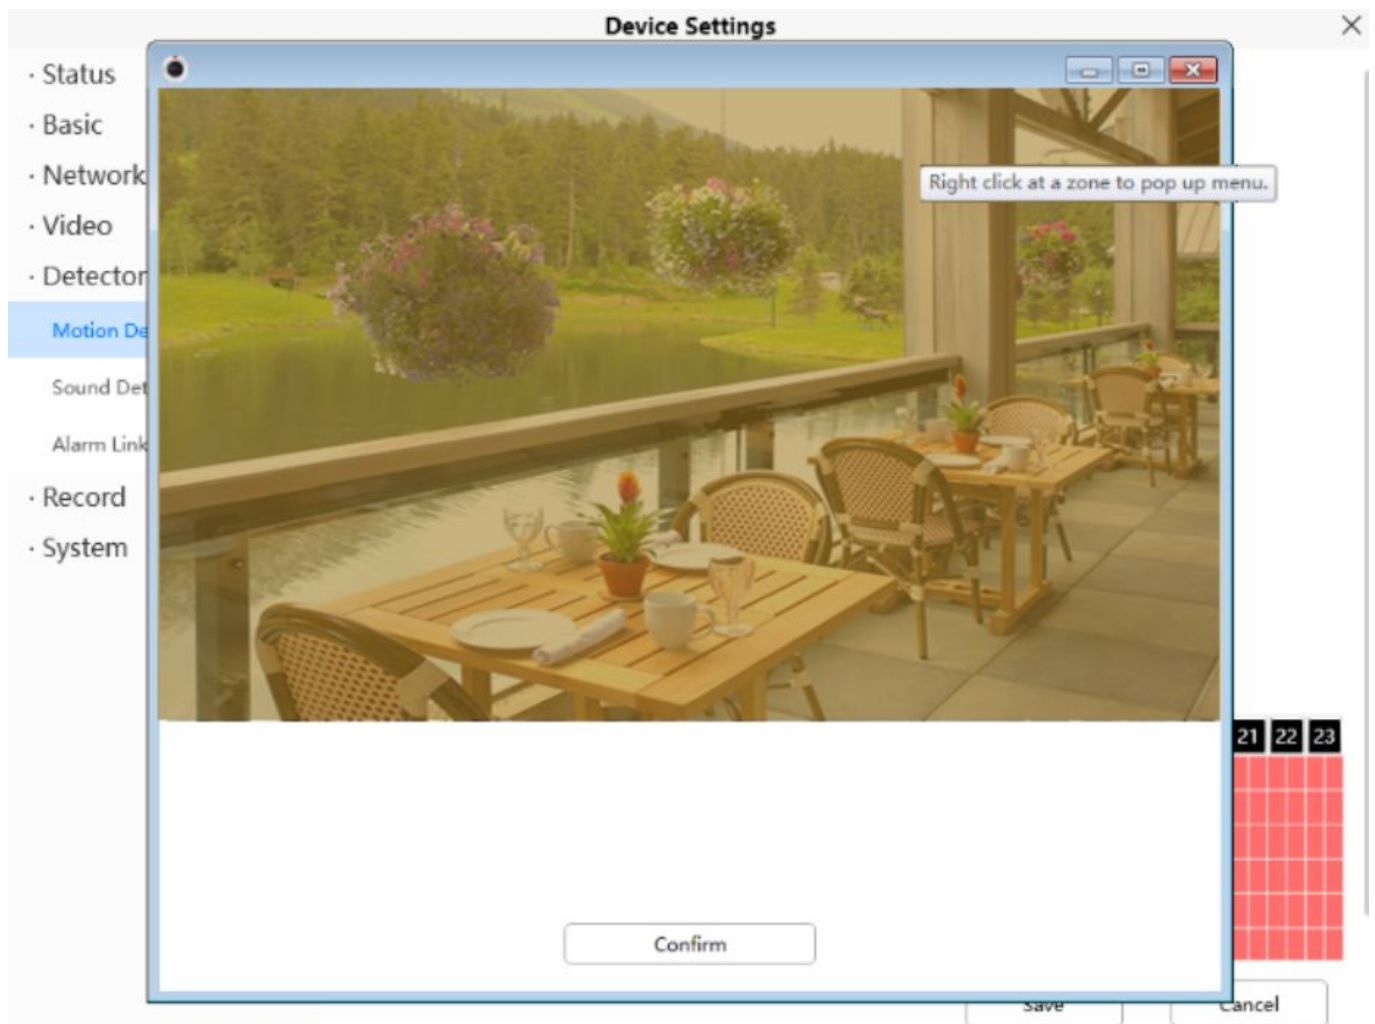 Device Settings
· Status
· Basic
· Network
· Video
· Detector
Motion De
Sound Det
Alarm Link
· Record
· System
Right click at a zone to pop up menu.
21 22 23
Confirm
Save Cancel